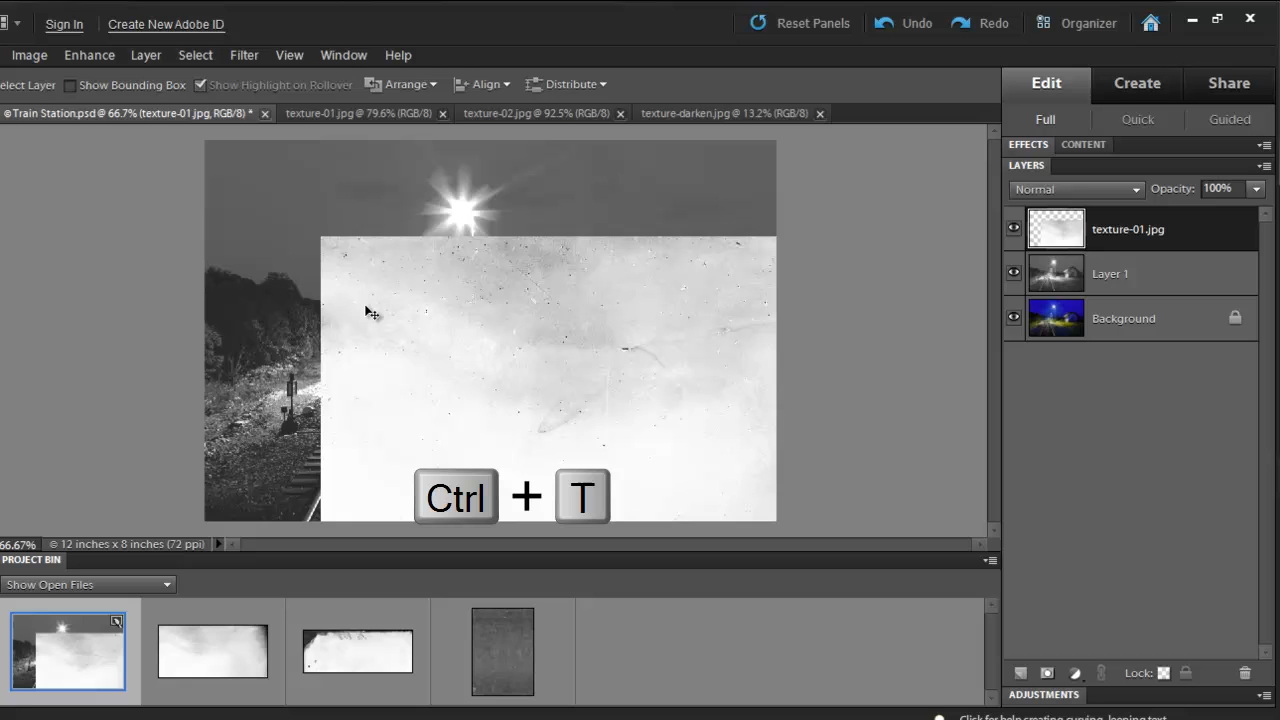 Sign In Create New Adobe ID Reset Panels Undo Redo Organizer
Image Enhance Layer Select Filter View Window Help
elect Layer Show Bounding Box Show Highlight on Rollover Arrange Align Distribute
Edit Create Share
Train Station.psd @ 66.7% (texture-01.jpg, RGB/8) * texture-01.jpg @ 79.6% (RGB/8) texture-02.jpg @ 92.5% (RGB/8) texture-darken.jpg @ 13.2% (RGB/8)
Full Quick Guided
EFFECTS CONTENT
LAYERS
Normal Opacity: 100%
texture-01.jpg
Layer 1
Background
Ctrl + T
66.67% © 12 inches x 8 inches (72 ppi)
PROJECT BIN
Show Open Files
Lock:
ADJUSTMENTS
Click for help creating curving, looping text